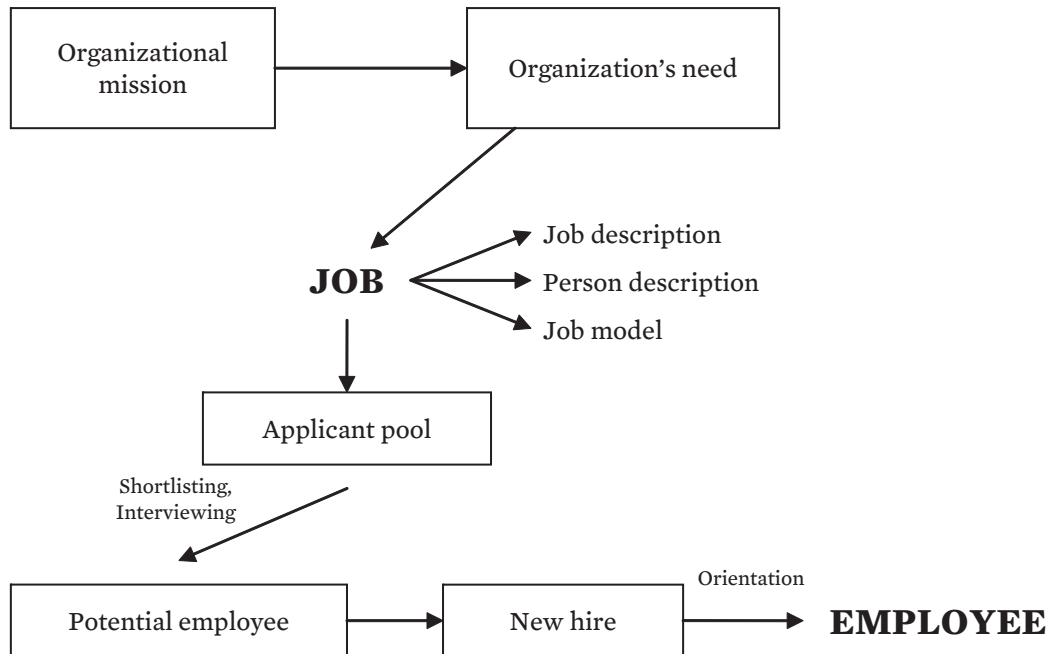 Organizational
mission
Organization’s need
Job description
JOB
Person description
Job model
Applicant pool
Shortlisting,
Interviewing
Potential employee
New hire
Orientation
EMPLOYEE